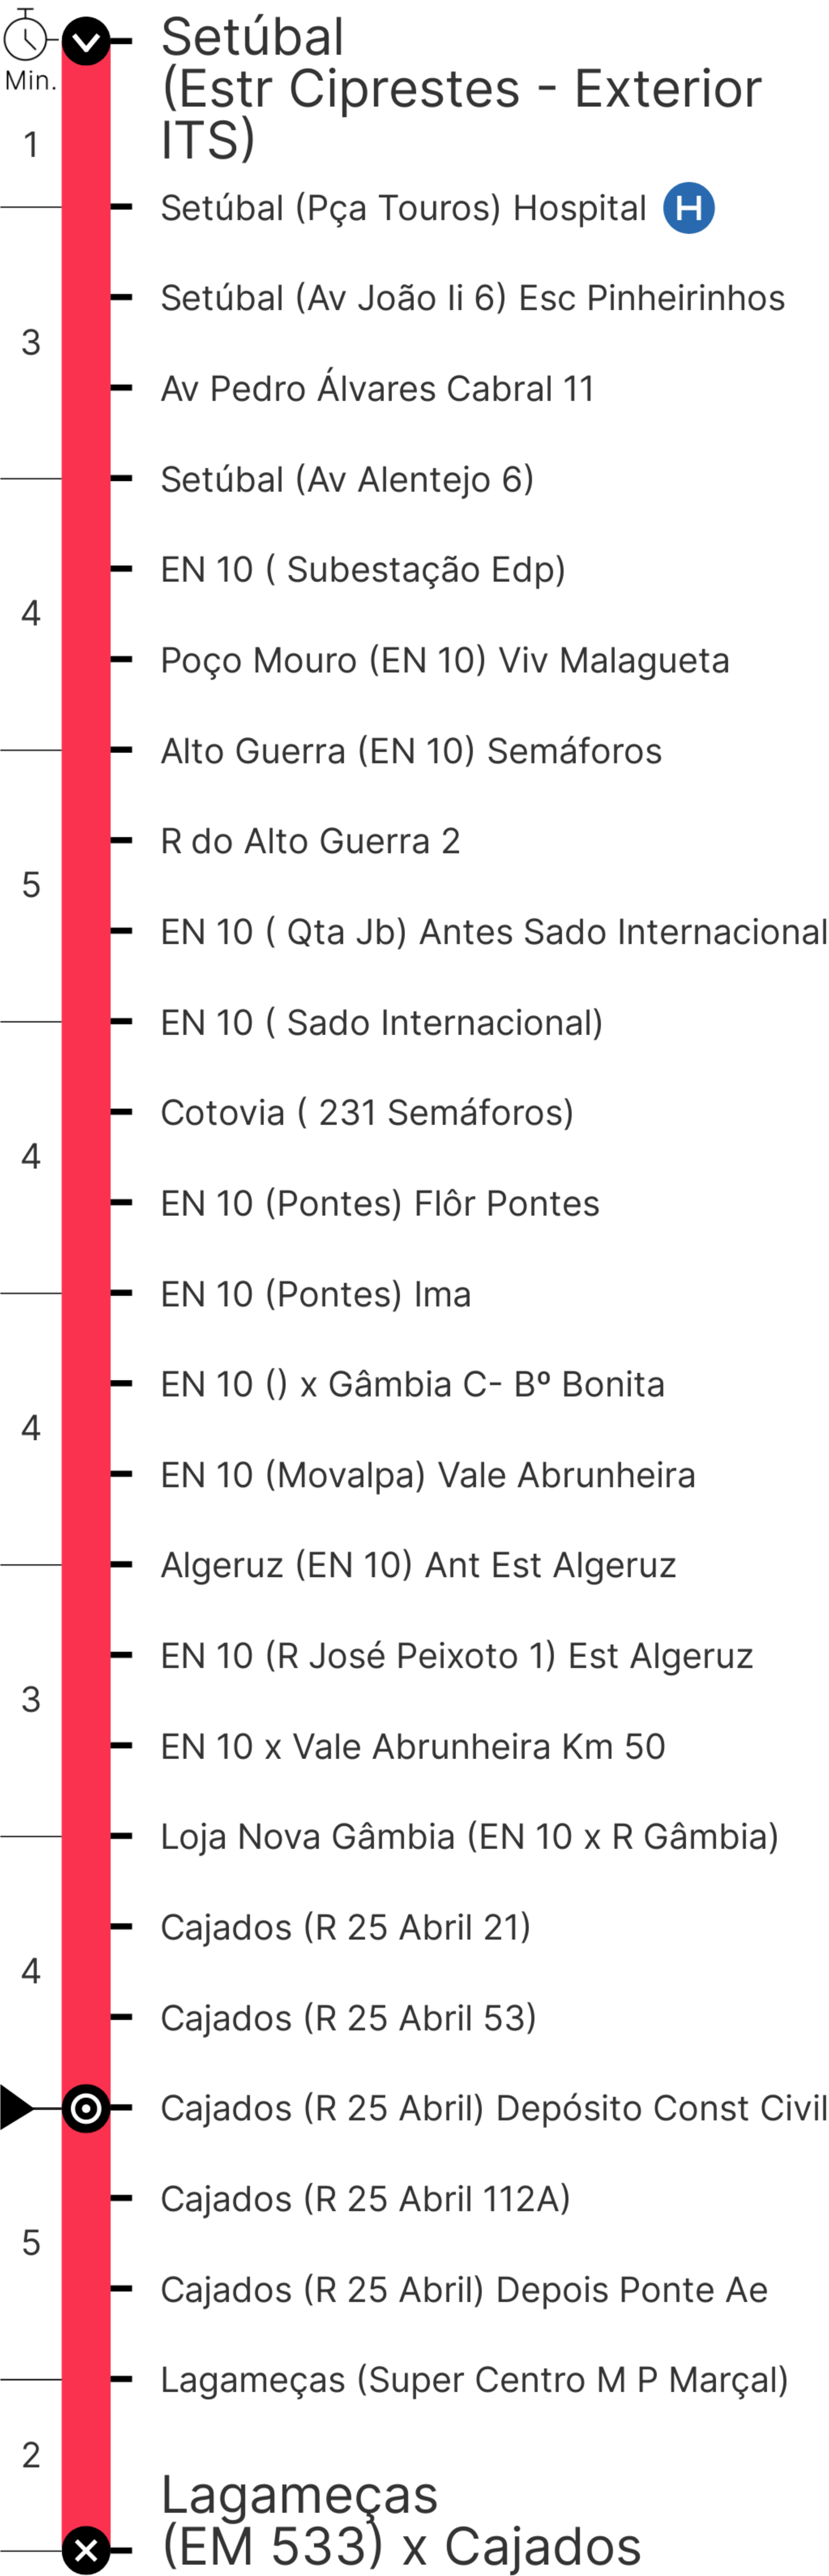 Setúbal
(Estr Ciprestes - Exterior
ITS)
Min.
1
Setúbal (Pça Touros) Hospital H
Setúbal (Av João Ii 6) Esc Pinheirinhos
3
Av Pedro Álvares Cabral 11
Setúbal (Av Alentejo 6)
EN 10 ( Subestação Edp)
4
Poço Mouro (EN 10) Viv Malagueta
Alto Guerra (EN 10) Semáforos
R do Alto Guerra 2
5
EN 10 ( Qta Jb) Antes Sado Internacional
EN 10 ( Sado Internacional)
Cotovia ( 231 Semáforos)
4
EN 10 (Pontes) Flôr Pontes
EN 10 (Pontes) Ima
EN 10 () x Gâmbia C- Bº Bonita
4
EN 10 (Movalpa) Vale Abrunheira
Algeruz (EN 10) Ant Est Algeruz
EN 10 (R José Peixoto 1) Est Algeruz
3
EN 10 x Vale Abrunheira Km 50
Loja Nova Gâmbia (EN 10 x R Gâmbia)
Cajados (R 25 Abril 21)
4
Cajados (R 25 Abril 53)
Cajados (R 25 Abril) Depósito Const Civil
Cajados (R 25 Abril 112A)
5
Cajados (R 25 Abril) Depois Ponte Ae
Lagameças (Super Centro M P Marçal)
2
Lagameças
(EM 533) x Cajados